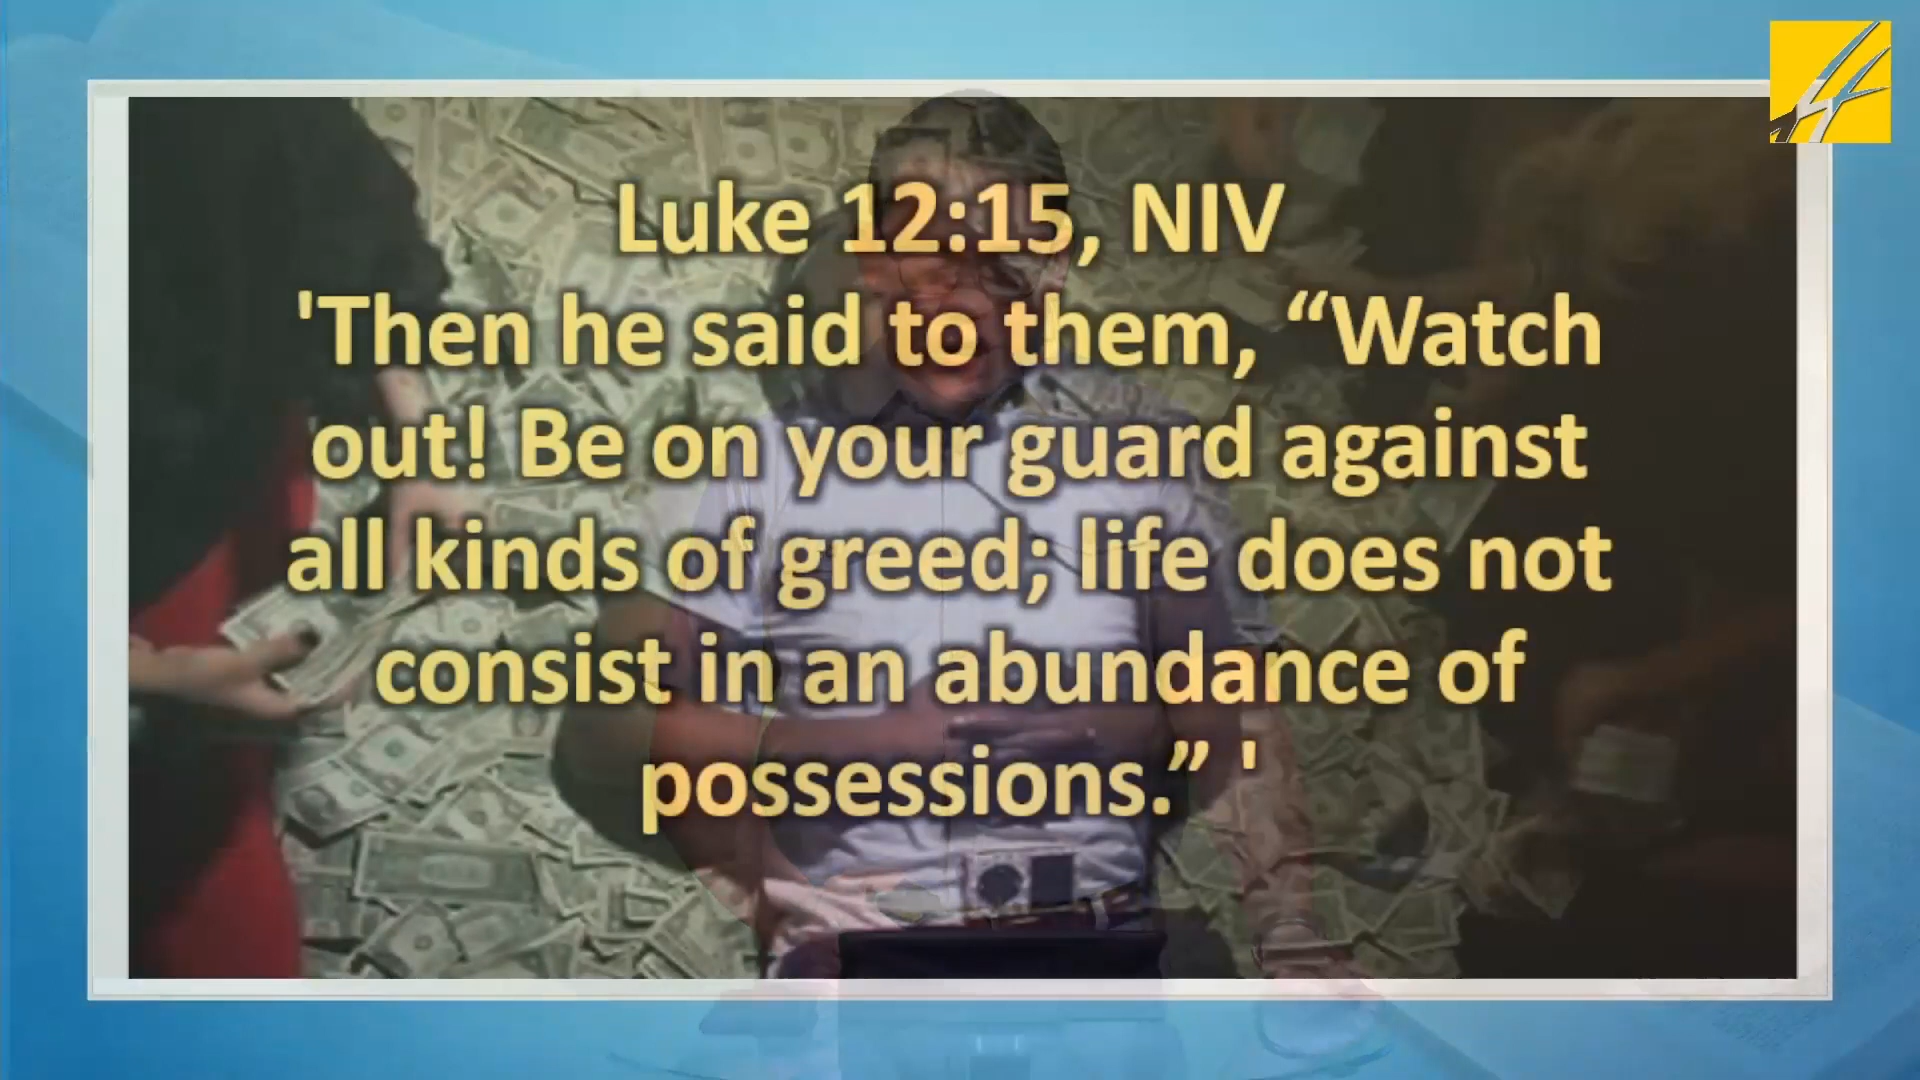 Luke 12:15, NIV
'Then he said to them, “Watch
out! Be on your guard against
all kinds of greed; life does not
consist in an abundance of
possessions.” '